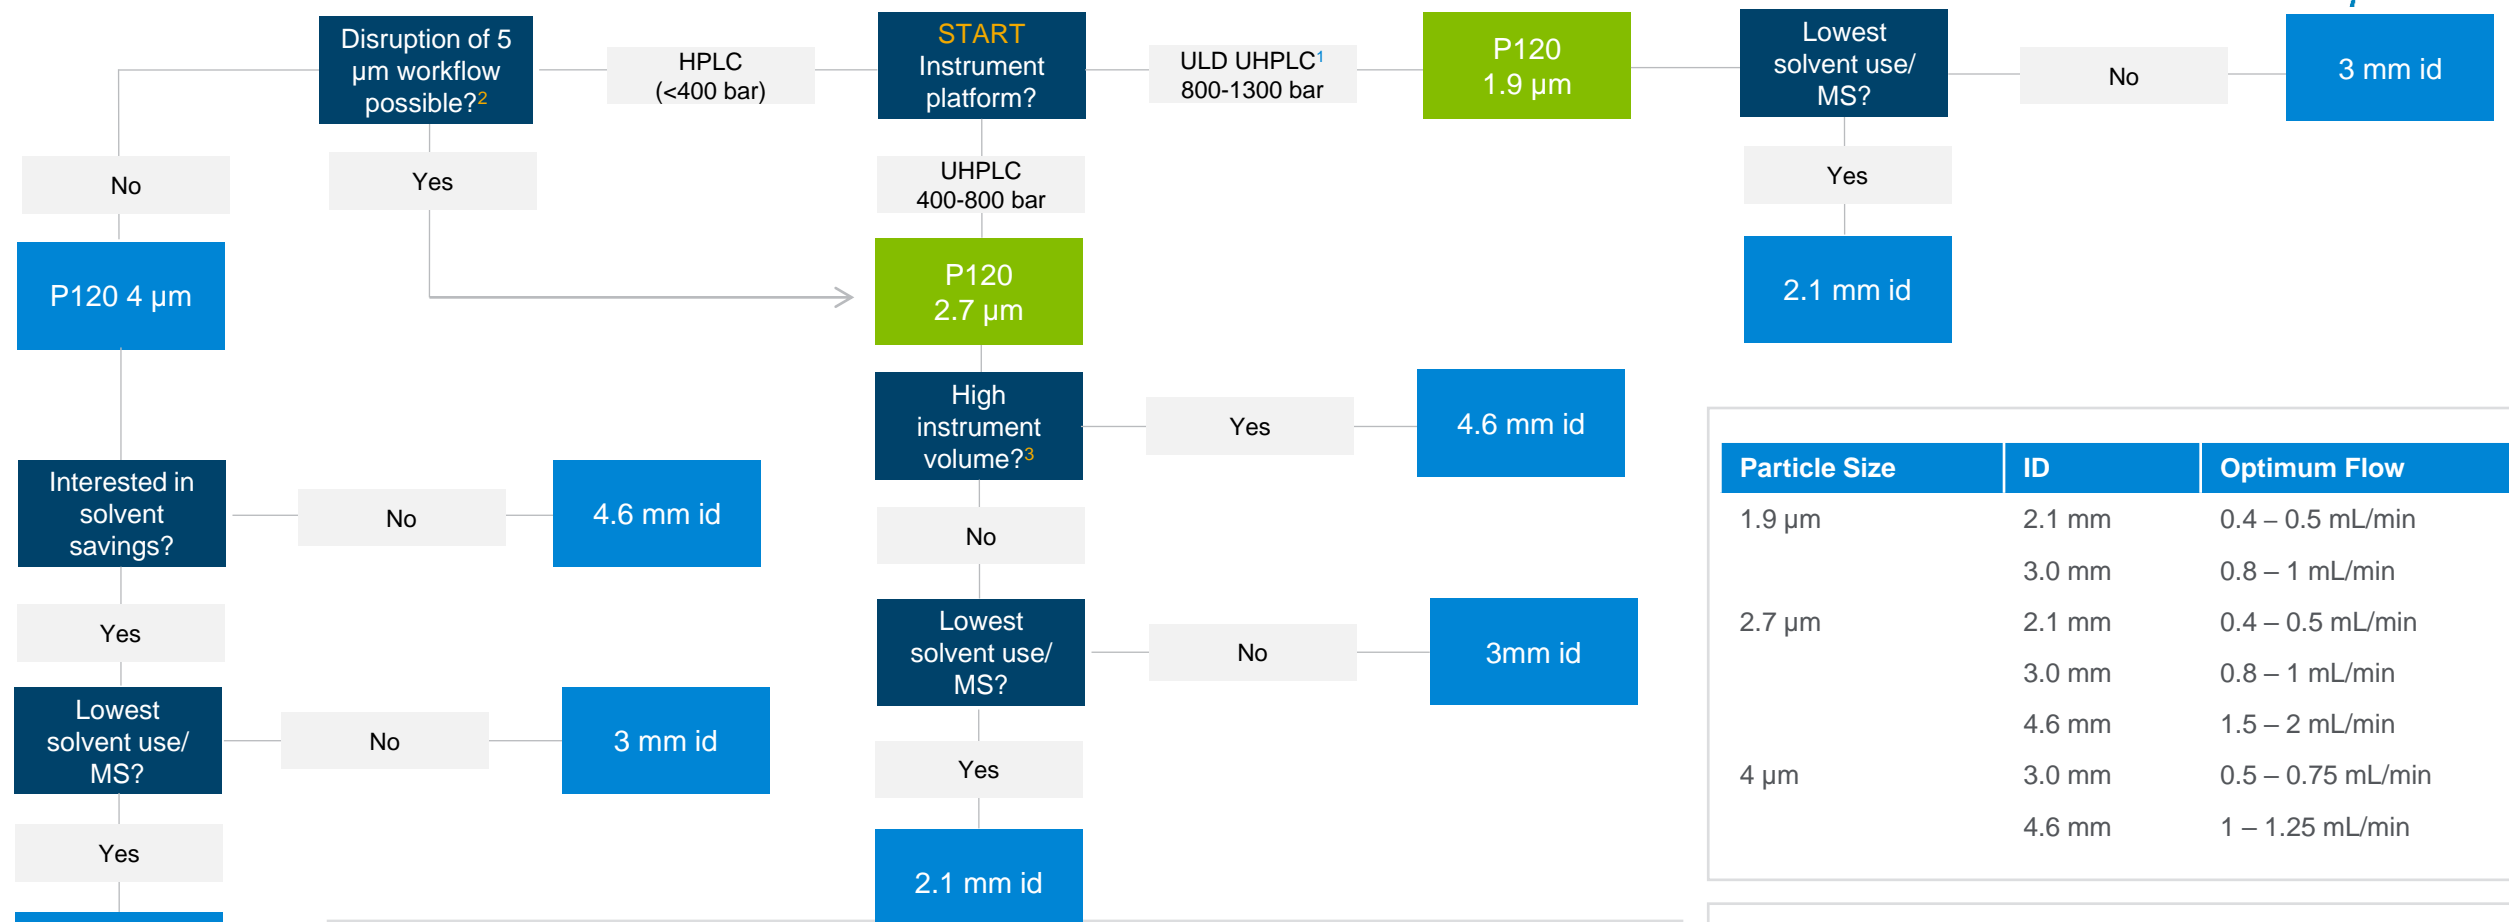 Disruption of 5
µm workflow
possible?2
HPLC
(<400 bar)
START
Instrument
platform?
ULD UHPLC1
800-1300 bar
P120
1.9 µm
Lowest
solvent use/
MS?
No
3 mm id
No
Yes
UHPLC
400-800 bar
Yes
P120 4 µm
P120
2.7 µm
2.1 mm id
High
instrument
volume?3
Yes
4.6 mm id
Interested in
solvent
savings?
No
4.6 mm id
No
Yes
Lowest
solvent use/
MS?
No
3mm id
Lowest
solvent use/
MS?
No
3 mm id
Yes
Yes
2.1 mm id
Particle Size ID Optimum Flow
1.9 µm 2.1 mm 0.4 – 0.5 mL/min
3.0 mm 0.8 – 1 mL/min
2.7 µm 2.1 mm 0.4 – 0.5 mL/min
3.0 mm 0.8 – 1 mL/min
4.6 mm 1.5 – 2 mL/min
4 µm 3.0 mm 0.5 – 0.75 mL/min
4.6 mm 1 – 1.25 mL/min